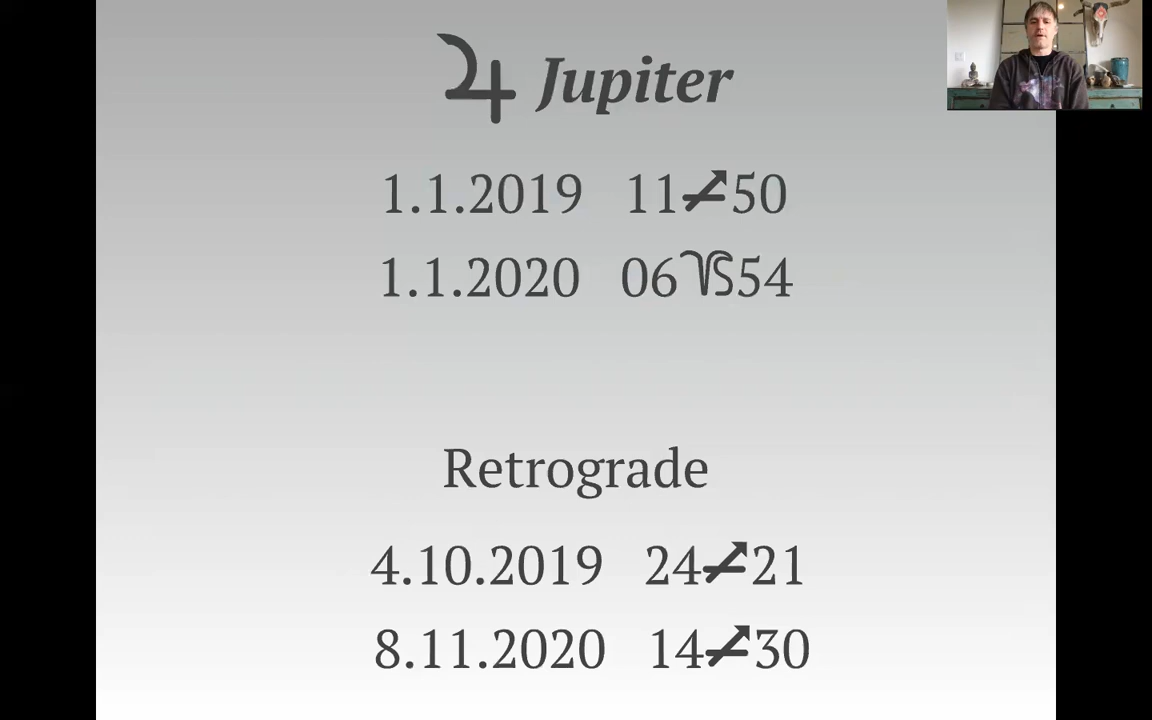 ♃ Jupiter
1.1.2019 11♐50
1.1.2020 06♑54
Retrograde
4.10.2019 24♐21
8.11.2020 14♐30